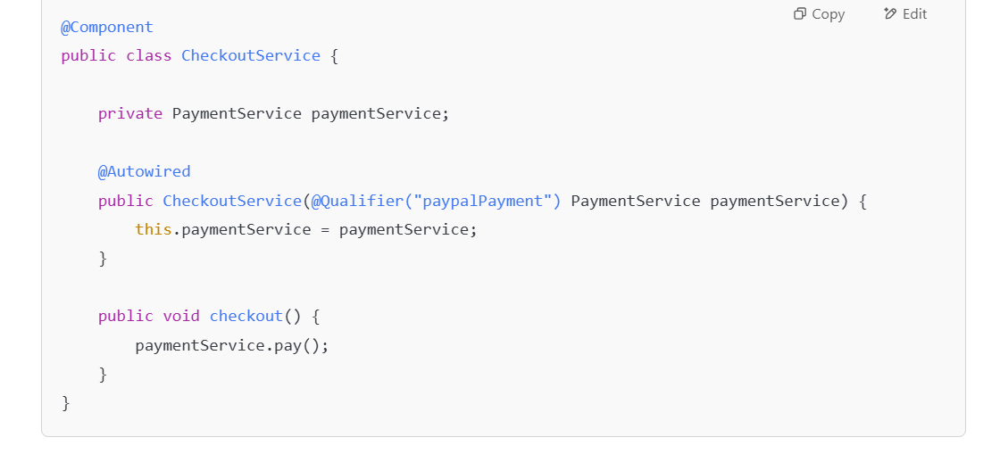 Copy Edit
@Component
public class CheckoutService {
private PaymentService paymentService;
@Autowired
public CheckoutService(@Qualifier("paypalPayment") PaymentService paymentService) {
this.paymentService = paymentService;
}
public void checkout() {
paymentService.pay();
}
}